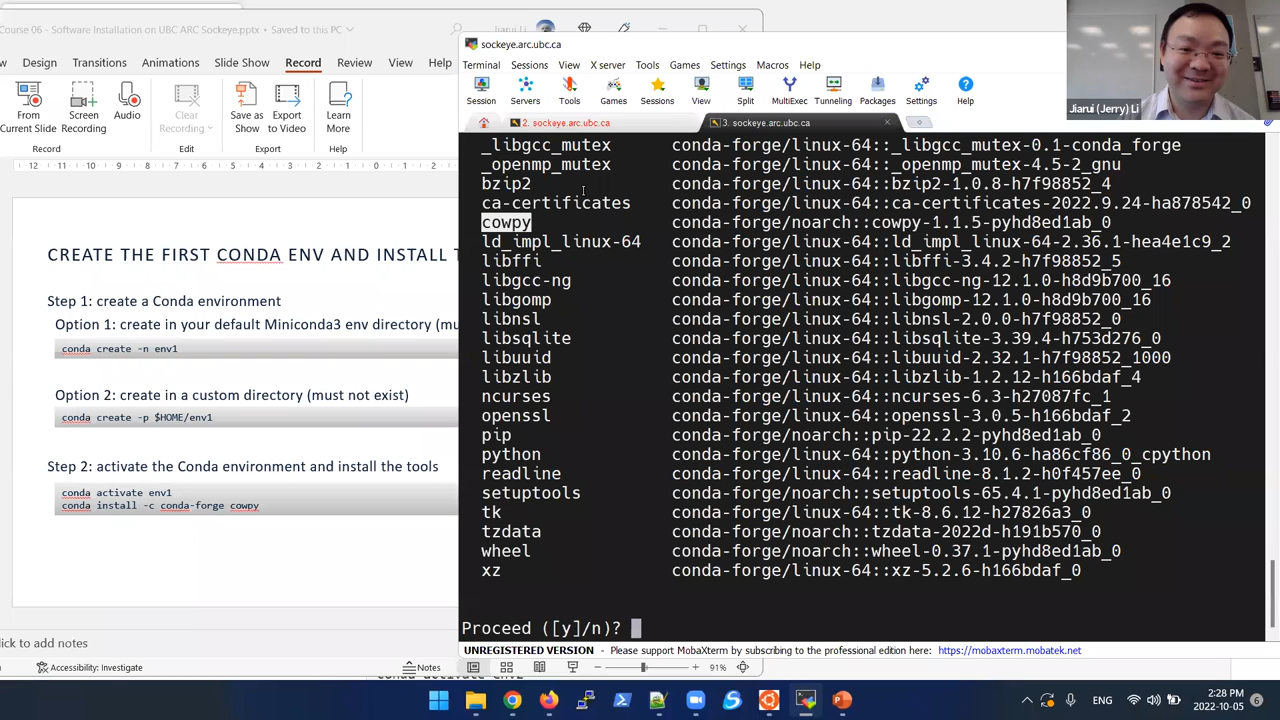 Course 06 - Software Installation on UBC ARC Sockeye.pptx • Saved to this PC
Jiarui Li
Design Transitions Animations Slide Show Record Review View Help
From Current Slide
Screen Recording
Audio
Clear Recording
Save as Show
Export to Video
Learn More
Record Edit Export Help
12 11 10 9 8 7 6 5 4 3 2 1
CREATE THE FIRST CONDA ENV AND INSTALL T
Step 1: create a Conda environment
Option 1: create in your default Miniconda3 env directory (mu
conda create -n env1
Option 2: create in a custom directory (must not exist)
conda create -p $HOME/env1
Step 2: activate the Conda environment and install the tools
conda activate env1
conda install -c conda-forge cowpy
lick to add notes
Accessibility: Investigate
Notes
91%
sockeye.arc.ubc.ca
Terminal Sessions View X server Tools Games Settings Macros Help
Session Servers Tools Games Sessions View Split MultiExec Tunneling Packages Settings Help
2. sockeye.arc.ubc.ca
3. sockeye.arc.ubc.ca
_libgcc_mutex conda-forge/linux-64::_libgcc_mutex-0.1-conda_forge
_openmp_mutex conda-forge/linux-64::_openmp_mutex-4.5-2_gnu
bzip2 conda-forge/linux-64::bzip2-1.0.8-h7f98852_4
ca-certificates conda-forge/linux-64::ca-certificates-2022.9.24-ha878542_0
cowpy conda-forge/noarch::cowpy-1.1.5-pyhd8ed1ab_0
ld_impl_linux-64 conda-forge/linux-64::ld_impl_linux-64-2.36.1-hea4e1c9_2
libffi conda-forge/linux-64::libffi-3.4.2-h7f98852_5
libgcc-ng conda-forge/linux-64::libgcc-ng-12.1.0-h8d9b700_16
libgomp conda-forge/linux-64::libgomp-12.1.0-h8d9b700_16
libnsl conda-forge/linux-64::libnsl-2.0.0-h7f98852_0
libsqlite conda-forge/linux-64::libsqlite-3.39.4-h753d276_0
libuuid conda-forge/linux-64::libuuid-2.32.1-h7f98852_1000
libzlib conda-forge/linux-64::libzlib-1.2.12-h166bdaf_4
ncurses conda-forge/linux-64::ncurses-6.3-h27087fc_1
openssl conda-forge/linux-64::openssl-3.0.5-h166bdaf_2
pip conda-forge/noarch::pip-22.2.2-pyhd8ed1ab_0
python conda-forge/linux-64::python-3.10.6-ha86cf86_0_cpython
readline conda-forge/linux-64::readline-8.1.2-h0f457ee_0
setuptools conda-forge/noarch::setuptools-65.4.1-pyhd8ed1ab_0
tk conda-forge/linux-64::tk-8.6.12-h27826a3_0
tzdata conda-forge/noarch::tzdata-2022d-h191b570_0
wheel conda-forge/noarch::wheel-0.37.1-pyhd8ed1ab_0
xz conda-forge/linux-64::xz-5.2.6-h166bdaf_0
Proceed ([y]/n)?
UNREGISTERED VERSION - Please support MobaXterm by subscribing to the professional edition here: https://mobaxterm.mobatek.net
Jiarui (Jerry) Li
ENG
2:28 PM
2022-10-05
6